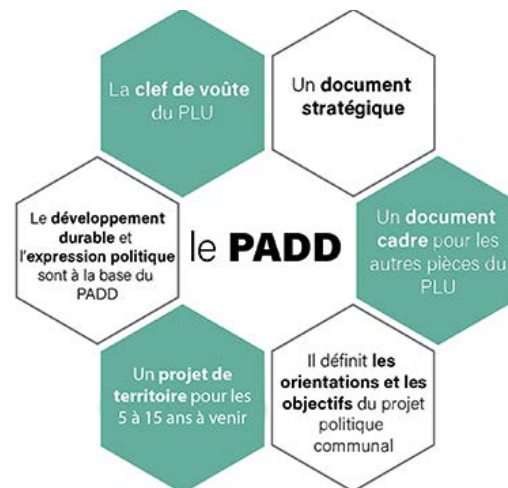 La clef de voûte
du PLU
Un document
stratégique
Le développement
durable et
l'expression politique
sont à la base du
PADD
le PADD
Un document
cadre pour les
autres pièces du
PLU
Un projet de
territoire pour les
5 à 15 ans à venir
Il définit les
orientations et les
objectifs du projet
politique
communal